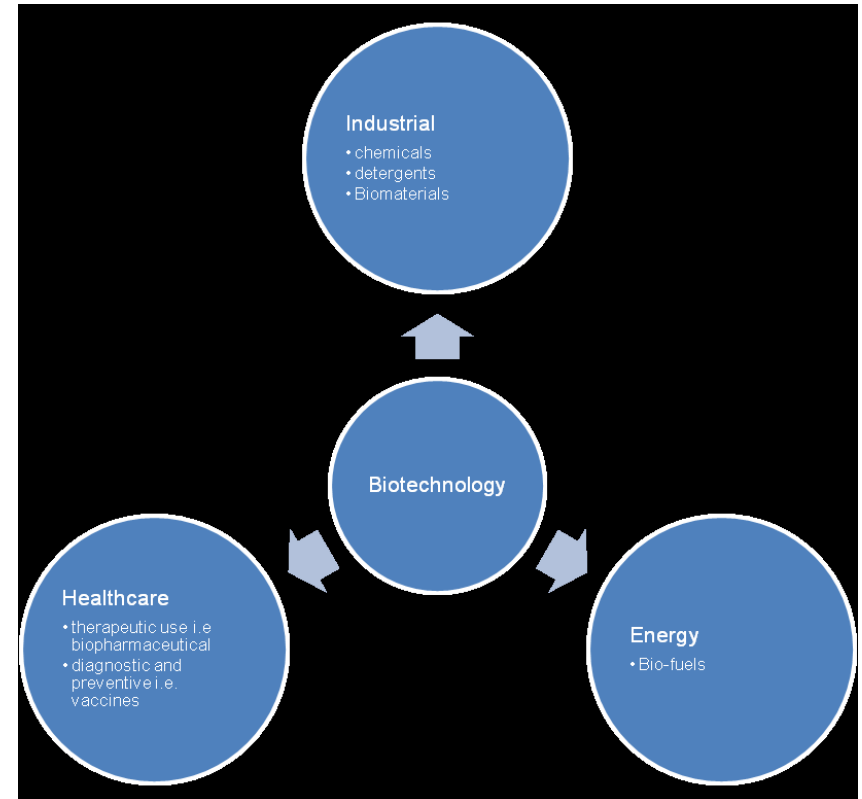 Industrial
• chemicals
• detergents
• Biomaterials
Biotechnology
Healthcare
• therapeutic use i.e
biopharmaceutical
• diagnostic and
preventive i.e.
vaccines
Energy
• Bio-fuels